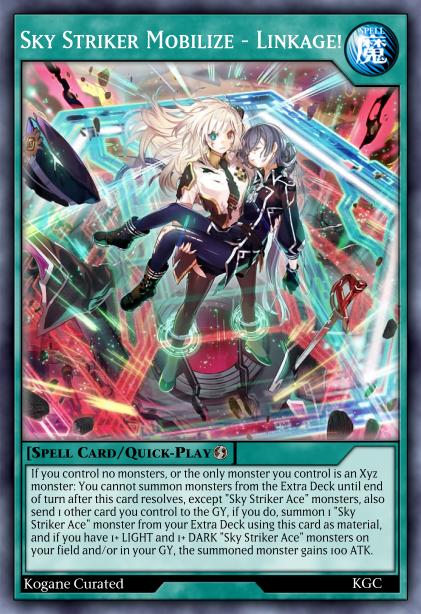 Sky Striker Mobilize - Linkage!
SPELL
魔
[Spell Card/Quick-Play]
If you control no monsters, or the only monster you control is an Xyz
monster: You cannot summon monsters from the Extra Deck until end
of turn after this card resolves, except "Sky Striker Ace" monsters, also
send 1 other card you control to the GY, if you do, summon 1 "Sky
Striker Ace" monster from your Extra Deck using this card as material,
and if you have 1+ LIGHT and 1+ DARK "Sky Striker Ace" monsters on
your field and/or in your GY, the summoned monster gains 100 ATK.
Kogane Curated
KGC